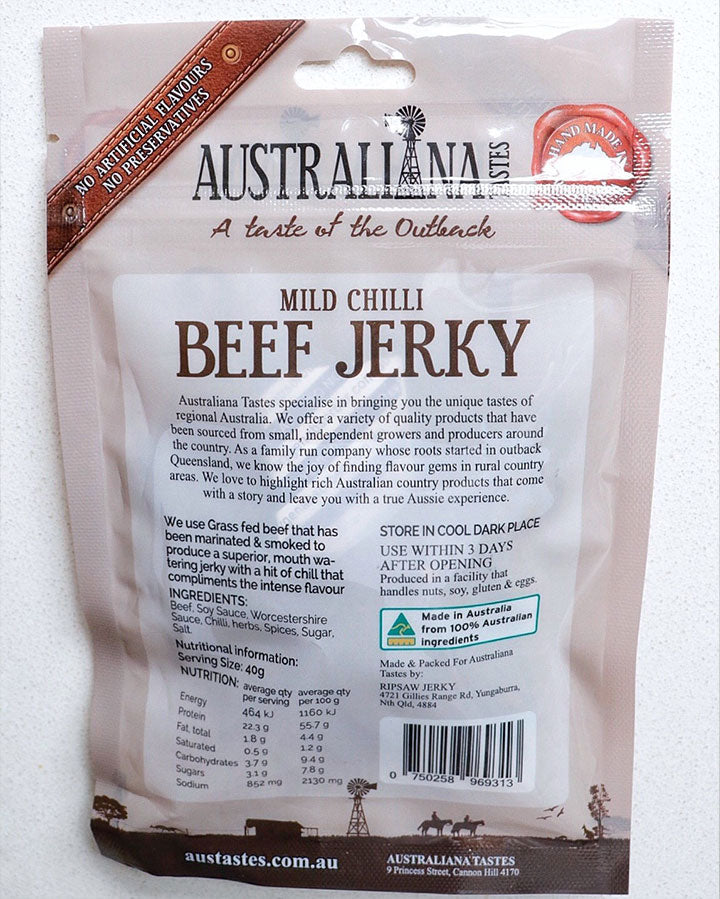 NO ARTIFICIAL FLAVOURS
NO PRESERVATIVES
AUSTRALIANA TASTES
HAND MADE IN
A taste of the Outback
MILD CHILLI
BEEF JERKY
Australiana Tastes specialise in bringing you the unique tastes of
regional Australia. We offer a variety of quality products that have
been sourced from small, independent growers and producers around
the country. As a family run company whose roots started in outback
Queensland, we know the joy of finding flavour gems in rural country
areas. We love to highlight rich Australian country products that come
with a story and leave you with a true Aussie experience.
We use Grass fed beef that has
been marinated & smoked to
produce a superior, mouth wa-
tering jerky with a hit of chill that
compliments the intense flavour
INGREDIENTS:
Beef, Soy Sauce, Worcestershire
Sauce, Chilli, herbs, Spices, Sugar,
Salt.
Nutritional information:
Serving Size: 40g
NUTRITION: average qty per serving average qty per 100 g
Energy 464 kJ 1160 kJ
Protein 22.3 g 55.7 g
Fat, total 1.8 g 4.4 g
Saturated 0.5 g 1.2 g
Carbohydrates 3.7 g 9.4 g
Sugars 3.1 g 7.8 g
Sodium 852 mg 2130 mg
STORE IN COOL DARK PLACE
USE WITHIN 3 DAYS
AFTER OPENING
Produced in a facility that
handles nuts, soy, gluten & eggs.
Made in Australia
from 100% Australian
ingredients
Made & Packed For Australiana
Tastes by:
RIPSAW JERKY
4721 Gillies Range Rd, Yungaburra,
Nth Qld, 4884
0 750258 969313
austastes.com.au
AUSTRALIANA TASTES
9 Princess Street, Cannon Hill 4170